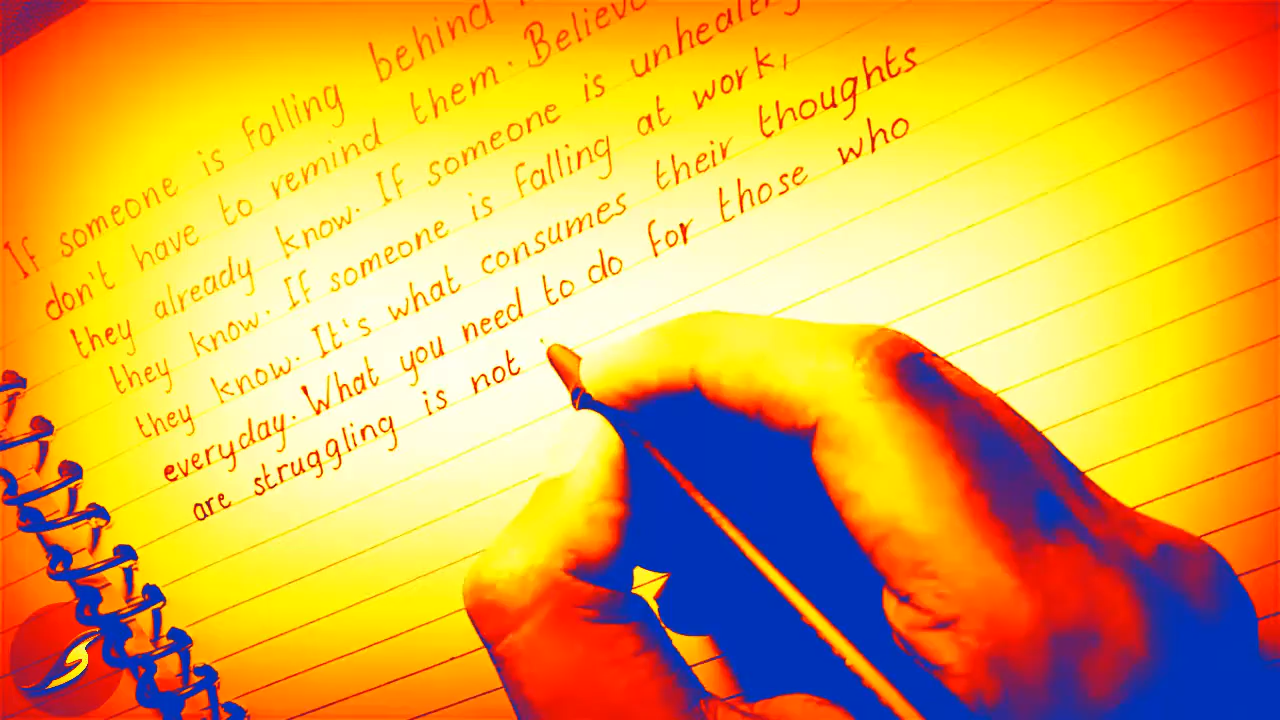 If someone is falling behind
don't have to remind them. Believe
they already know. If someone is unhealthy
they know. If someone is falling at work,
they know. It's what consumes their thoughts
everyday. What you need to do for those who
are struggling is not